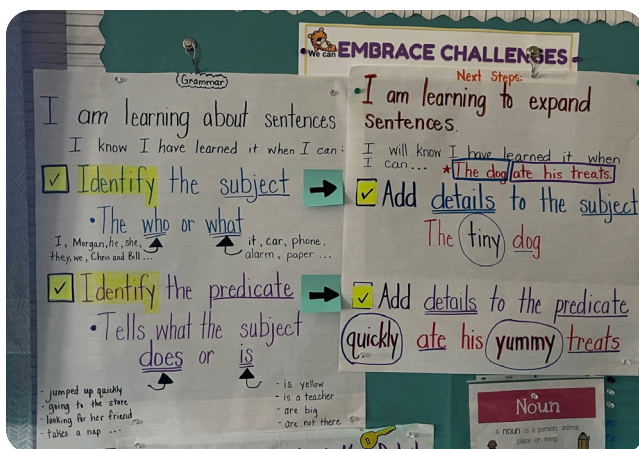 We can EMBRACE CHALLENGES
Grammar
I am learning about sentences
I know I have learned it when I can:
Identify the subject
• The who or what
I, Morgan, he, she,
they, we, Chris and Bill ...
it, car, phone,
alarm, paper ...
Identify the predicate
• Tells what the subject
does or is
- jumped up quickly
- going to the store
- looking for her friend
- takes a nap ...
- is yellow
- is a teacher
- are big
- are not there
Next Steps:
I am learning to expand
sentences.
I will know I have learned it when
I can... ★ The dog ate his treats.
Add details to the subject
The tiny dog
Add details to the predicate
quickly ate his yummy treats
Noun
A noun is a person, animal,
place or thing.